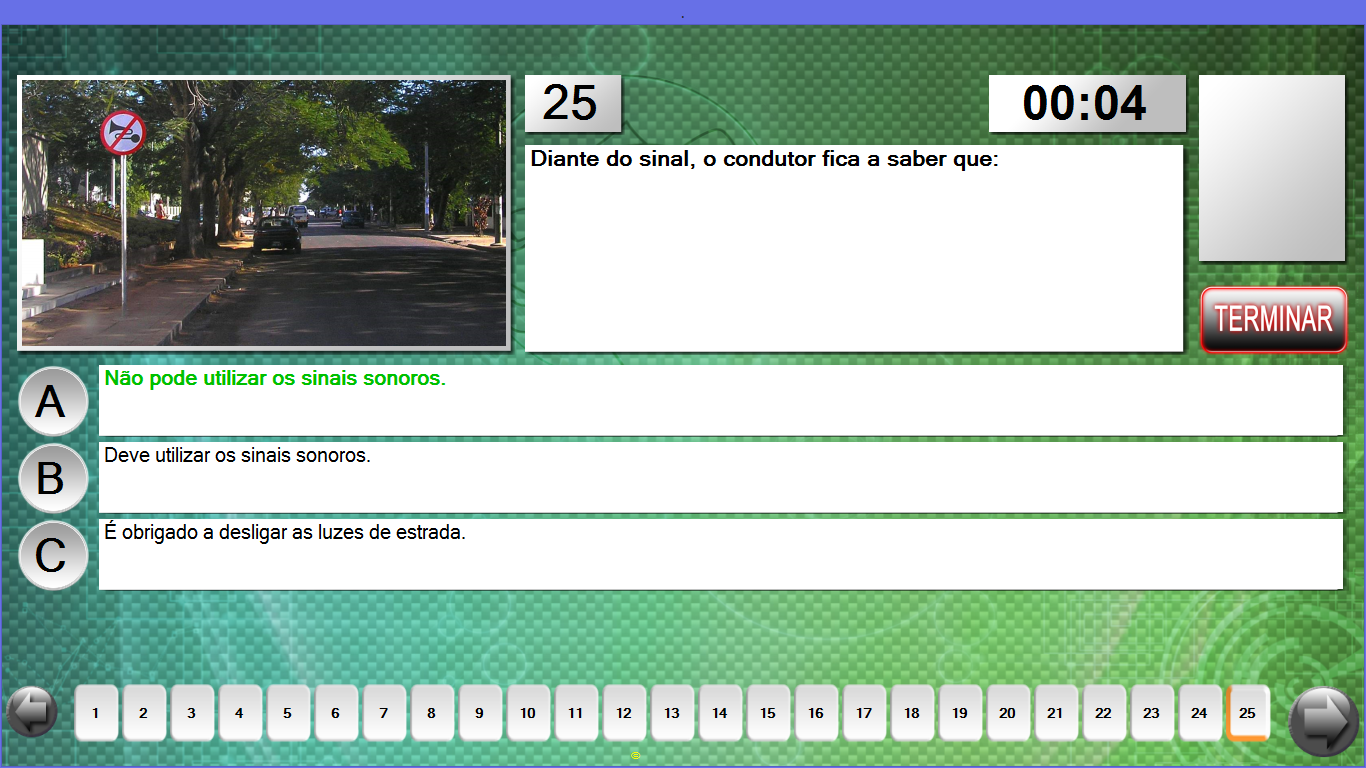 25
00:04
Diante do sinal, o condutor fica a saber que:
TERMINAR
A
Não pode utilizar os sinais sonoros.
B
Deve utilizar os sinais sonoros.
C
É obrigado a desligar as luzes de estrada.
1 2 3 4 5 6 7 8 9 10 11 12 13 14 15 16 17 18 19 20 21 22 23 24 25
©